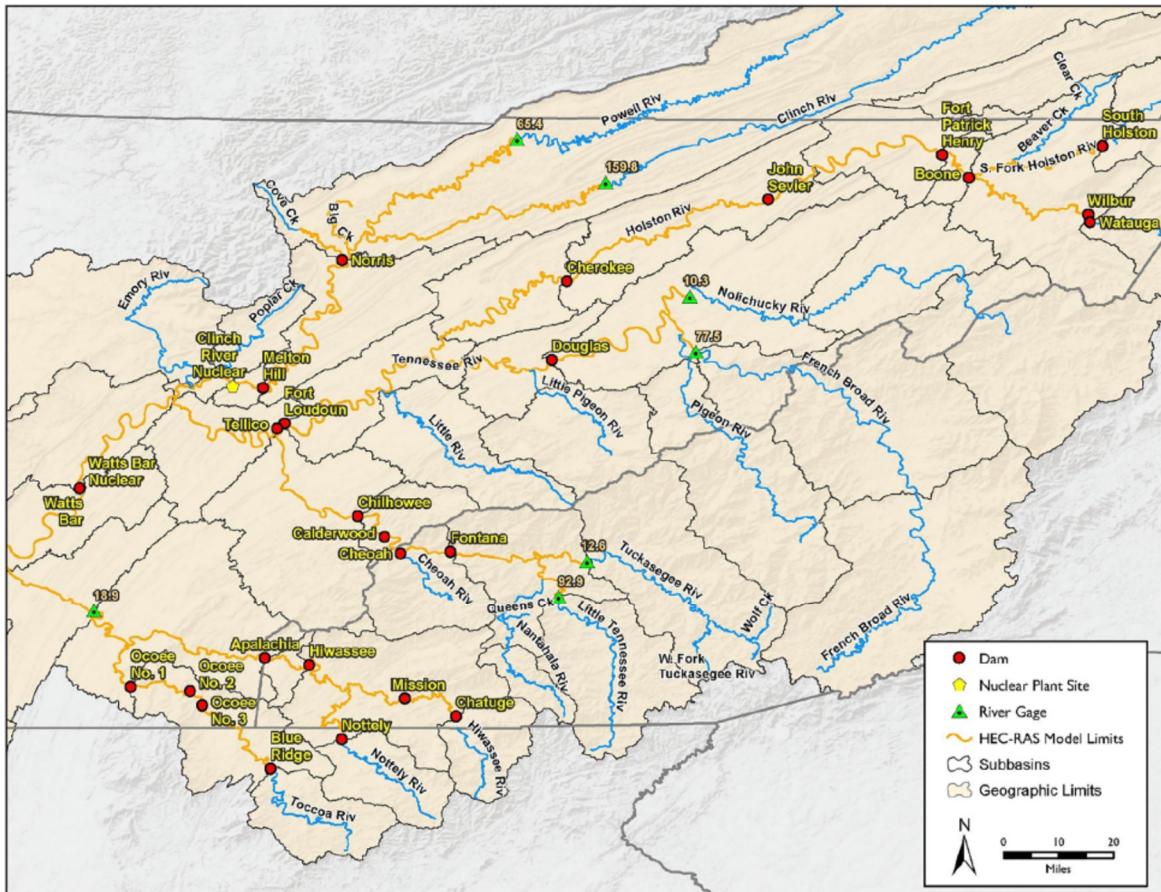 Clear Ck
Fort
Patrick
Henry
Beaver Ck
South
Holston
65.4
Powell Riv
Clinch Riv
S. Fork Holston Riv
159.8
John
Sevier
Boone
Cove Ck
Big Ck
Holston Riv
Wilbur
Watauga
Norris
Cherokee
Emory Riv
Poplar Ck
10.3
Nolichucky Riv
77.5
Clinch
River
Nuclear
Melton
Hill
Tennessee Riv
Douglas
French Broad Riv
Fort
Loudoun
Tellico
Little Pigeon Riv
Pigeon Riv
Little Riv
Watts Bar
Nuclear
Watts
Bar
Chilhowee
Calderwood
Cheoah
Fontana
12.6
Tuckasegee Riv
Cheoah Riv
92.9
Queens Ck
Wolf Ck
18.9
Nantahala Riv
Little Tennessee Riv
French Broad Riv
W. Fork
Tuckasegee Riv
Apalachia
Hiwassee
Ocoee
No. 1
Ocoee
No. 2
Ocoee
No. 3
Mission
Chatuge
Nottely
Hiwassee Riv
Blue
Ridge
Nottely Riv
Toccoa Riv
Dam
Nuclear Plant Site
River Gage
HEC-RAS Model Limits
Subbasins
Geographic Limits
N
0 10 20
Miles